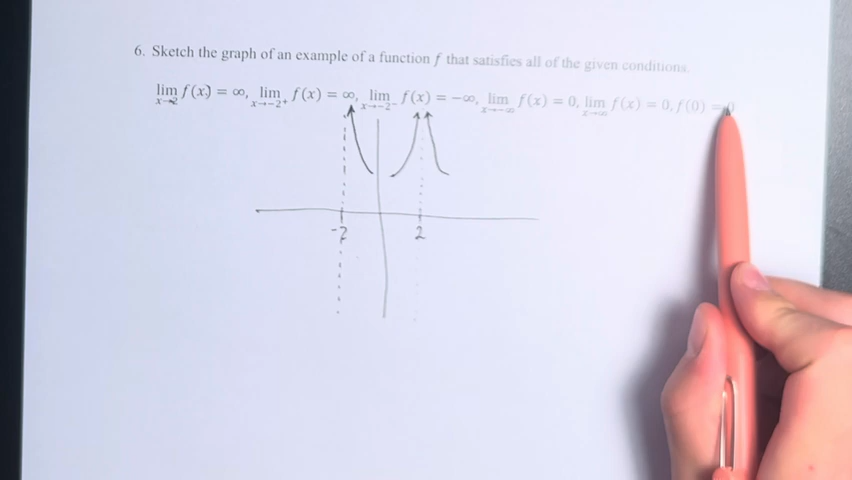 6. Sketch the graph of an example of a function f that satisfies all of the given conditions.
lim x→2 f(x) = ∞, lim x→−2⁺ f(x) = ∞, lim x→−2⁻ f(x) = −∞, lim x→−∞ f(x) = 0, lim x→∞ f(x) = 0, f(0) = 0
-2 2